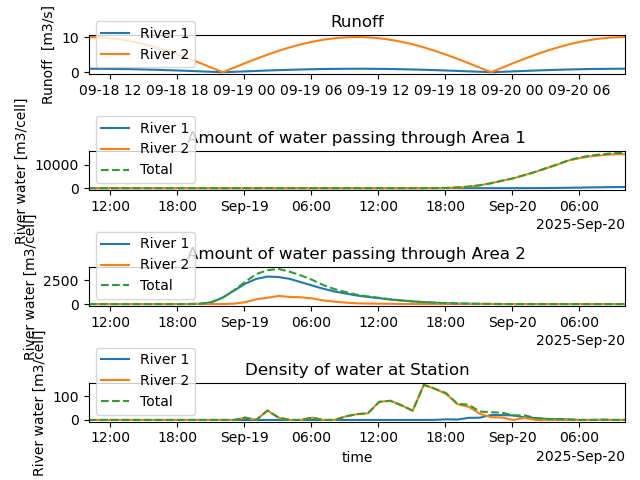 Runoff
Runoff  [m3/s]
10
0
River 1
River 2
09-18 12 09-18 18 09-19 00 09-19 06 09-19 12 09-19 18 09-20 00 09-20 06
Amount of water passing through Area 1
River water [m3/cell]
10000
0
River 1
River 2
Total
12:00 18:00 Sep-19 06:00 12:00 18:00 Sep-20 06:00
2025-Sep-20
Amount of water passing through Area 2
River water [m3/cell]
2500
0
River 1
River 2
Total
12:00 18:00 Sep-19 06:00 12:00 18:00 Sep-20 06:00
2025-Sep-20
Density of water at Station
River water [m3/cell]
100
0
River 1
River 2
Total
12:00 18:00 Sep-19 06:00 12:00 18:00 Sep-20 06:00
time
2025-Sep-20